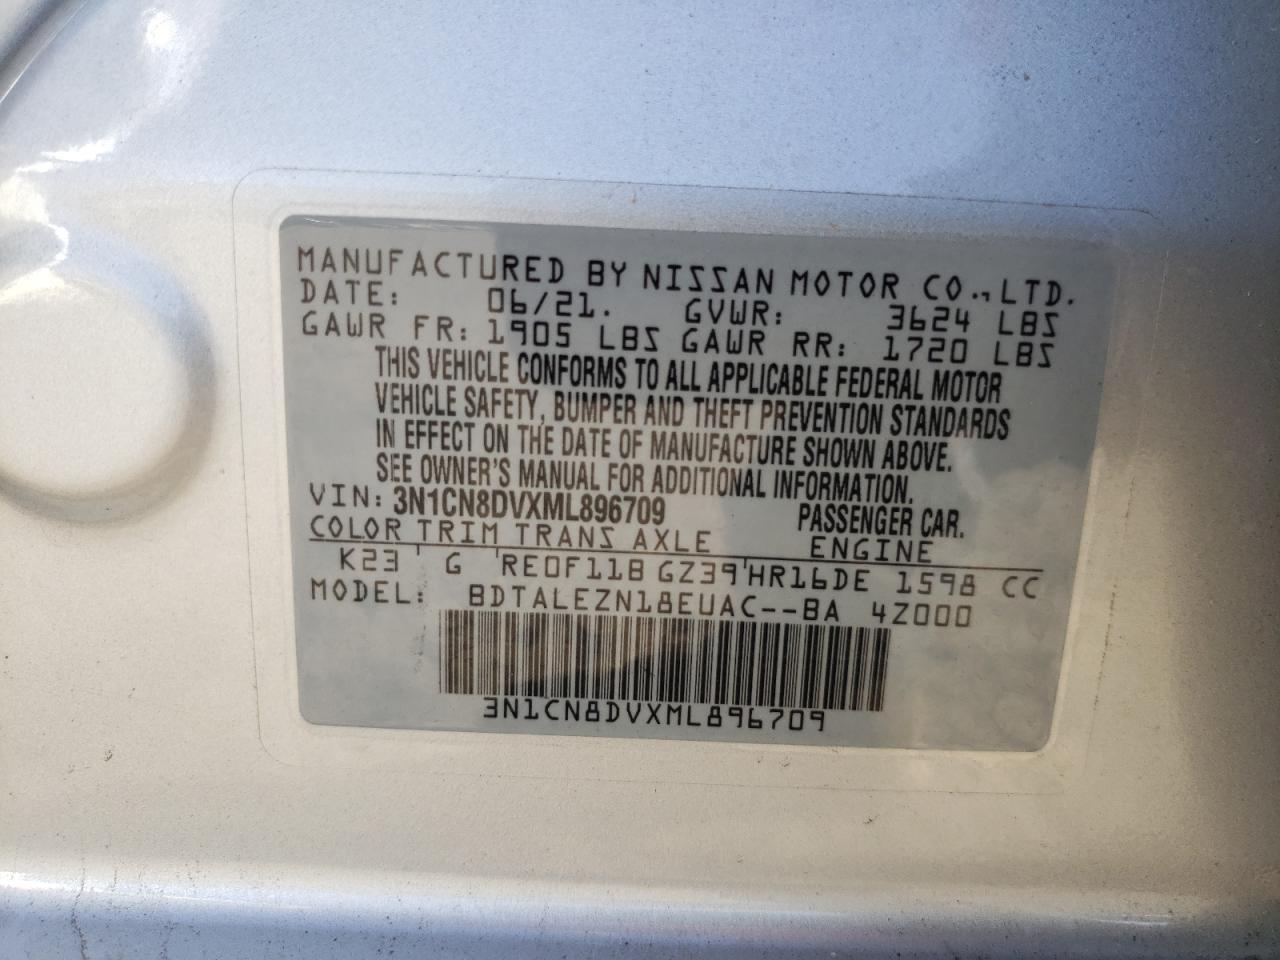 MANUFACTURED BY NISSAN MOTOR CO.,LTD.
DATE: 06/21. GVWR: 3624 LBS
GAWR FR: 1905 LBS GAWR RR: 1720 LBS
THIS VEHICLE CONFORMS TO ALL APPLICABLE FEDERAL MOTOR
VEHICLE SAFETY, BUMPER AND THEFT PREVENTION STANDARDS
IN EFFECT ON THE DATE OF MANUFACTURE SHOWN ABOVE.
SEE OWNER'S MANUAL FOR ADDITIONAL INFORMATION.
VIN: 3N1CN8DVXML896709 PASSENGER CAR.
COLOR TRIM TRANS AXLE ENGINE
K23 ' G ' RE0F11B GZ39'HR16DE 1598 CC
MODEL: BDTALEZN18EUAC--BA 4Z000
3N1CN8DVXML896709